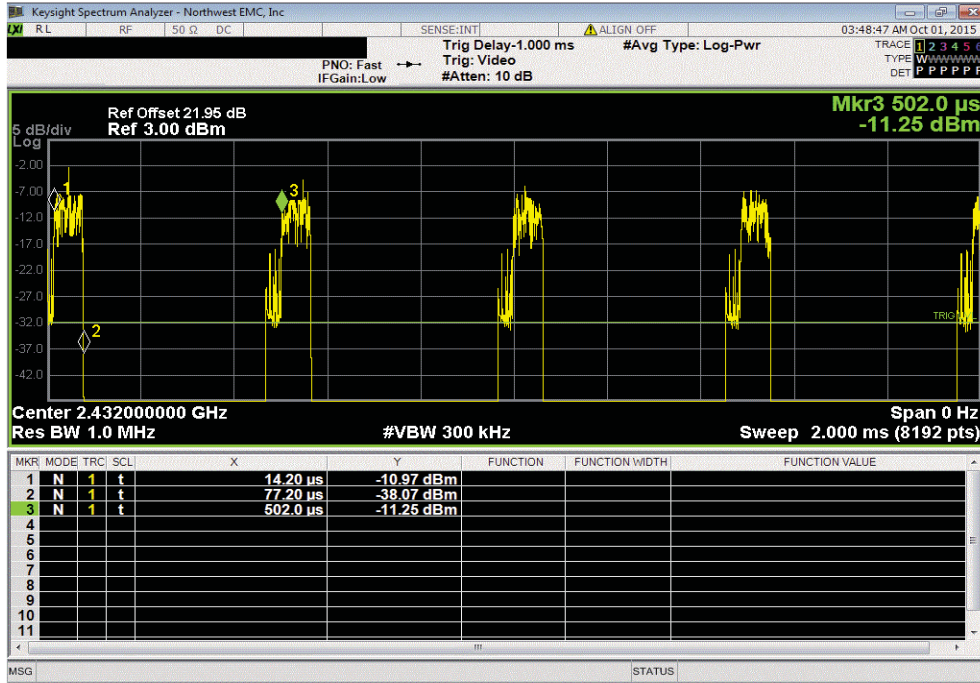 Keysight Spectrum Analyzer - Northwest EMC, Inc
LXI RL RF 50 Ω DC SENSE:INT ALIGN OFF 03:48:47 AM Oct 01, 2015
Trig Delay-1.000 ms #Avg Type: Log-Pwr TRACE 1 2 3 4 5 6
PNO: Fast Trig: Video TYPE WWWWWW
IFGain:Low #Atten: 10 dB DET P P P P P P
Mkr3 502.0 µs
-11.25 dBm
Ref Offset 21.95 dB
5 dB/div Ref 3.00 dBm
Log
-2.00
-7.00
1
3
-12.0
-17.0
-22.0
-27.0
-32.0
TRIG
2
-37.0
-42.0
Center 2.432000000 GHz Span 0 Hz
Res BW 1.0 MHz #VBW 300 kHz Sweep 2.000 ms (8192 pts)
MKR MODE TRC SCL X Y FUNCTION FUNCTION WIDTH FUNCTION VALUE
1 N 1 t 14.20 µs -10.97 dBm
2 N 1 t 77.20 µs -38.07 dBm
3 N 1 t 502.0 µs -11.25 dBm
4
5
6
7
8
9
10
11
MSG STATUS